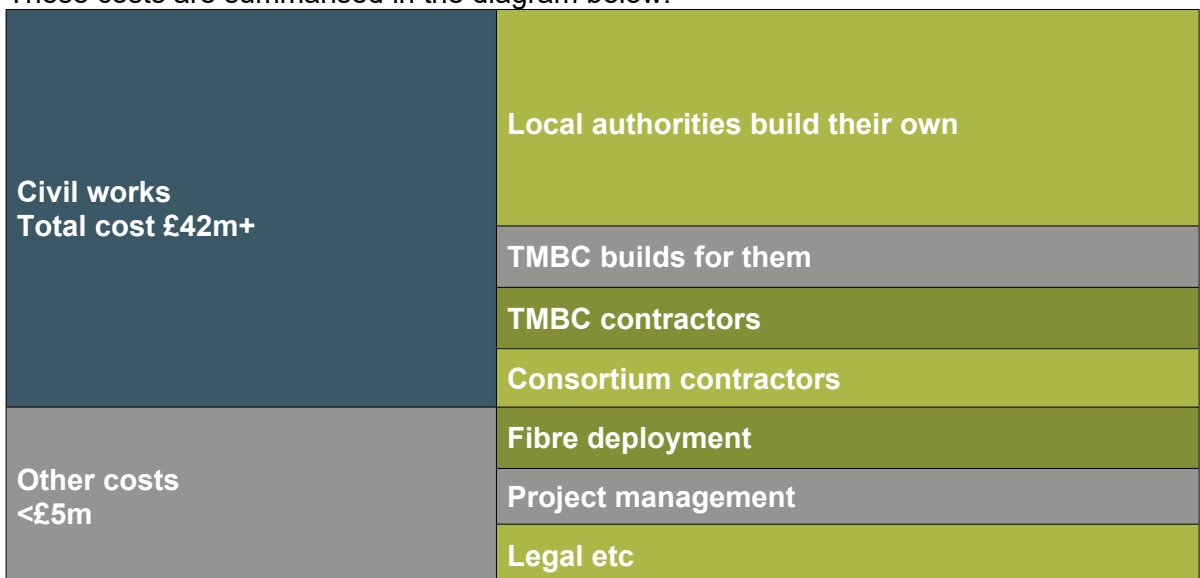 These costs are summarised in the diagram below:
Civil works
Total cost £42m+
Local authorities build their own
TMBC builds for them
TMBC contractors
Consortium contractors
Other costs
<£5m
Fibre deployment
Project management
Legal etc